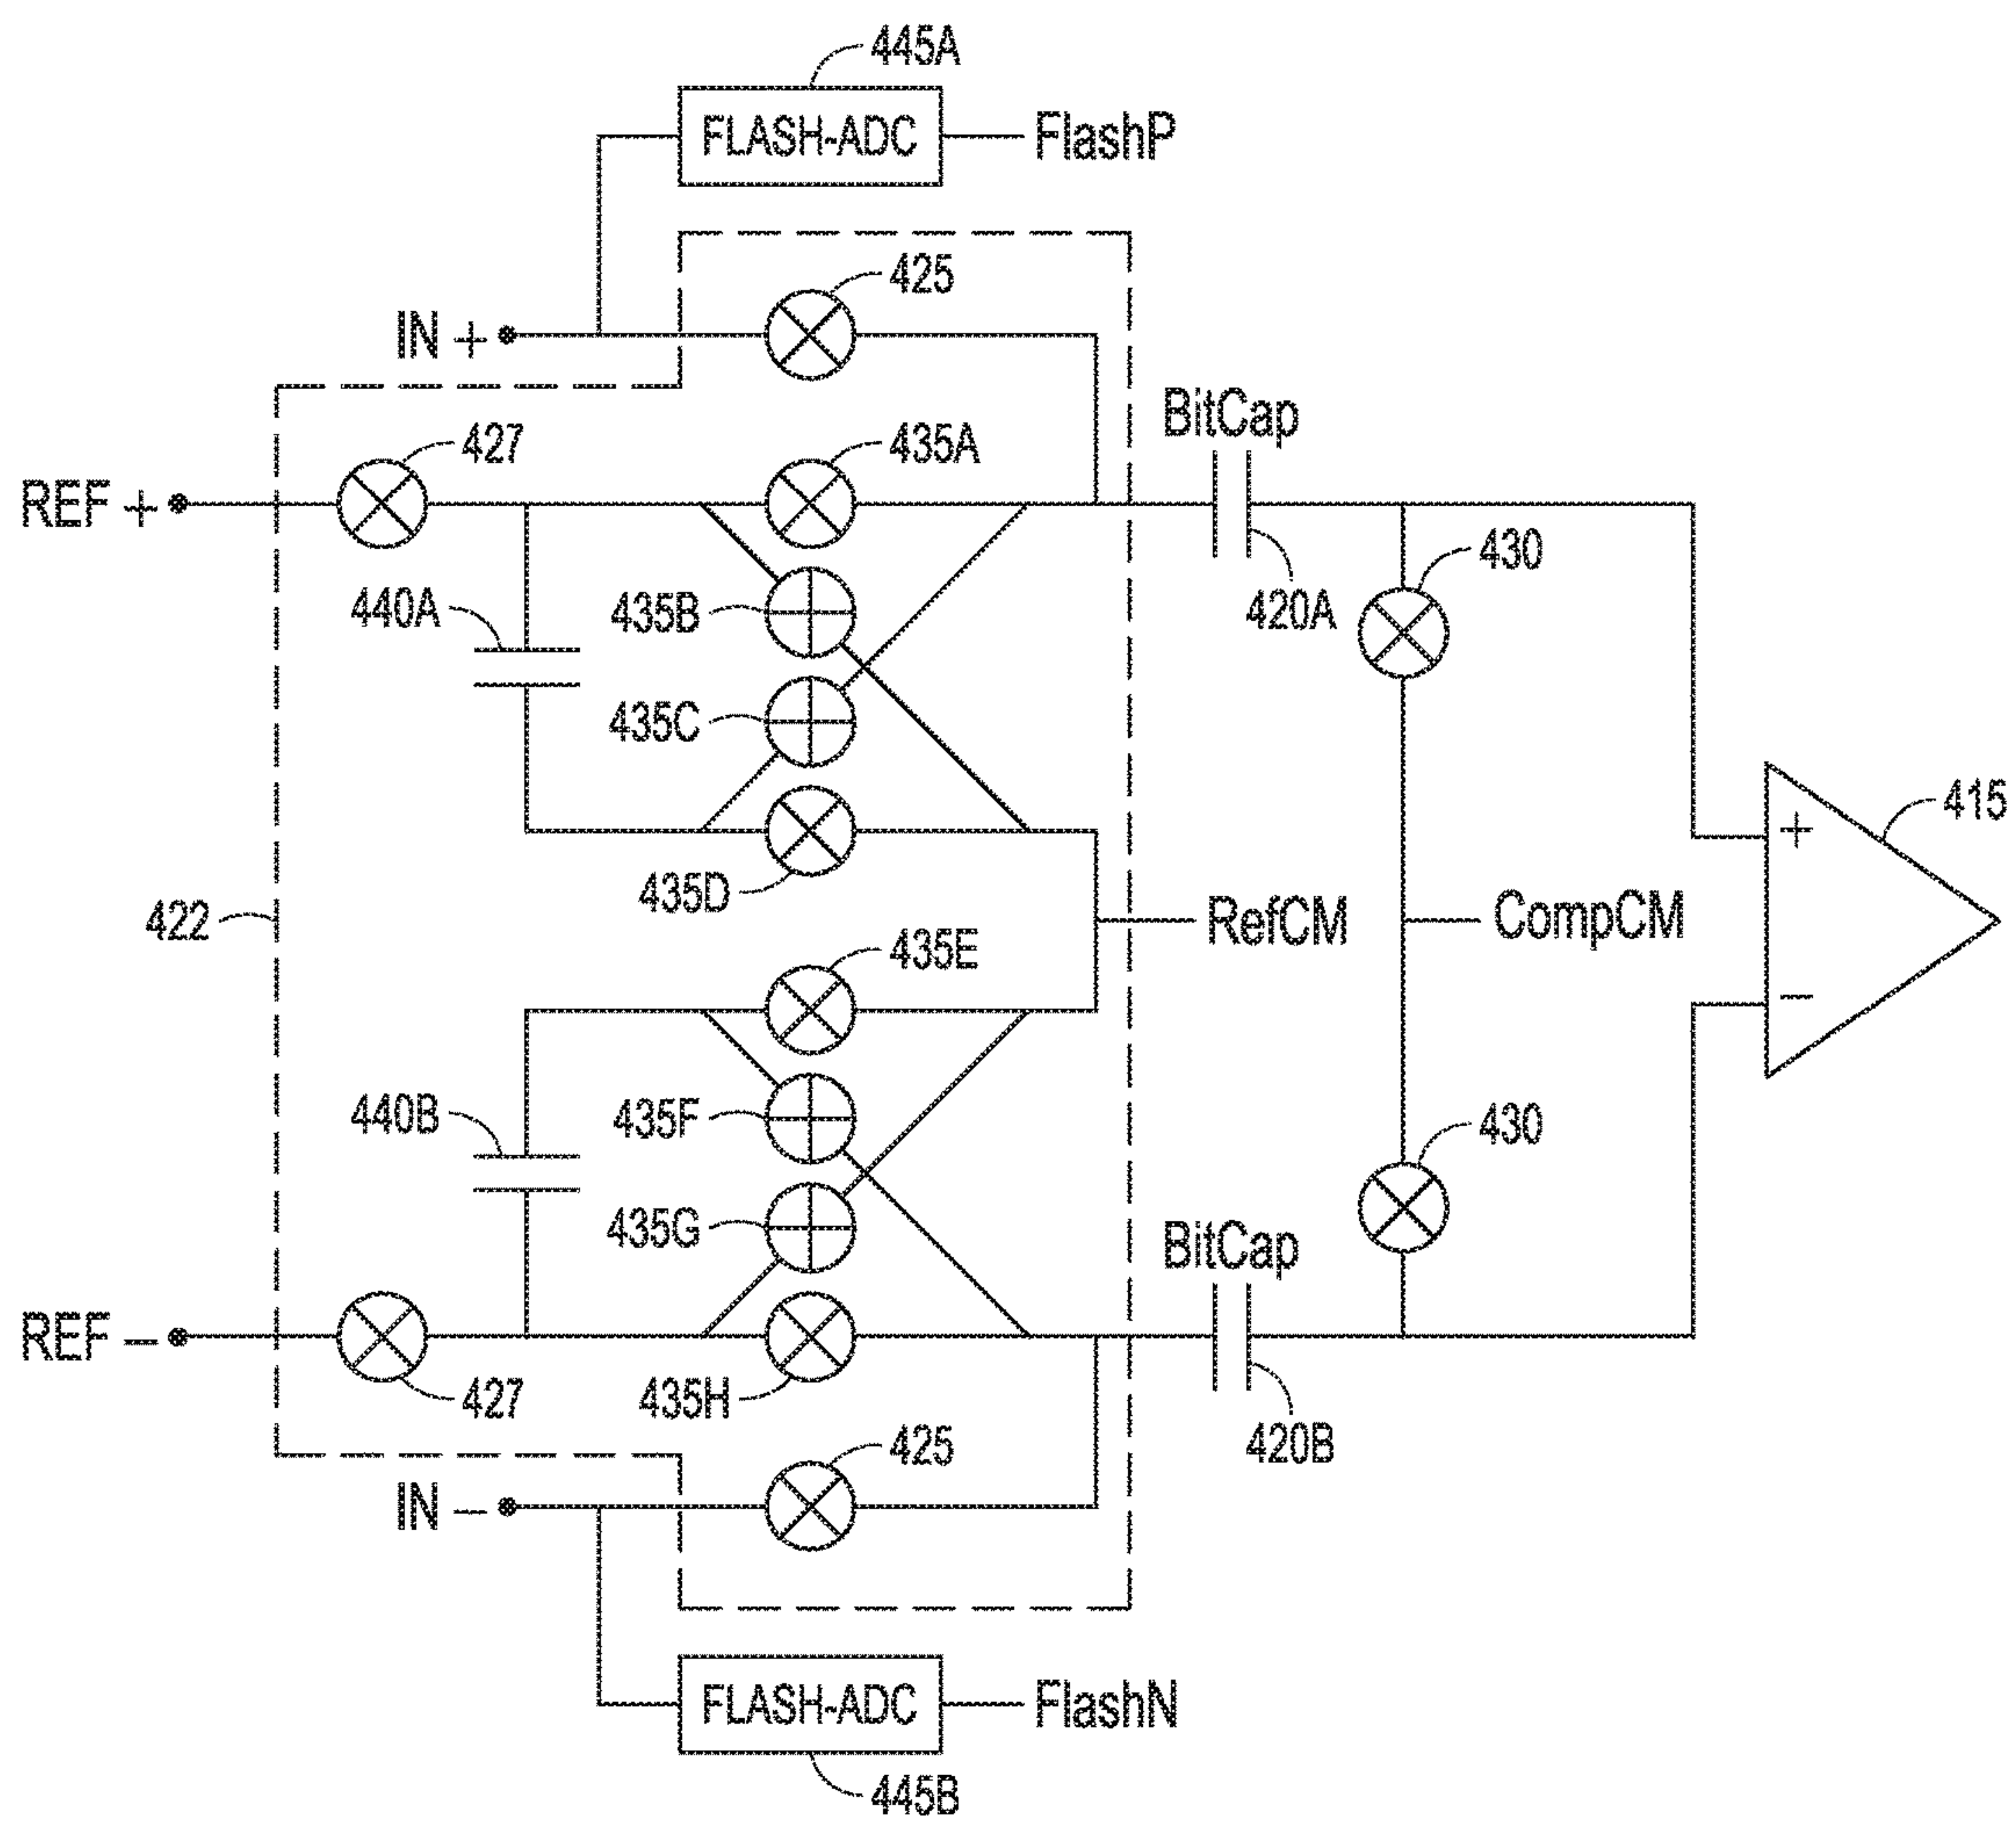 445A
FLASH-ADC
FlashP
425
IN +
BitCap
427
435A
REF +
430
440A
435B
420A
435C
415
+
435D
422
RefCM
CompCM
435E
−
440B
435F
430
435G
BitCap
REF −
427
435H
425
420B
IN −
FLASH-ADC
FlashN
445B